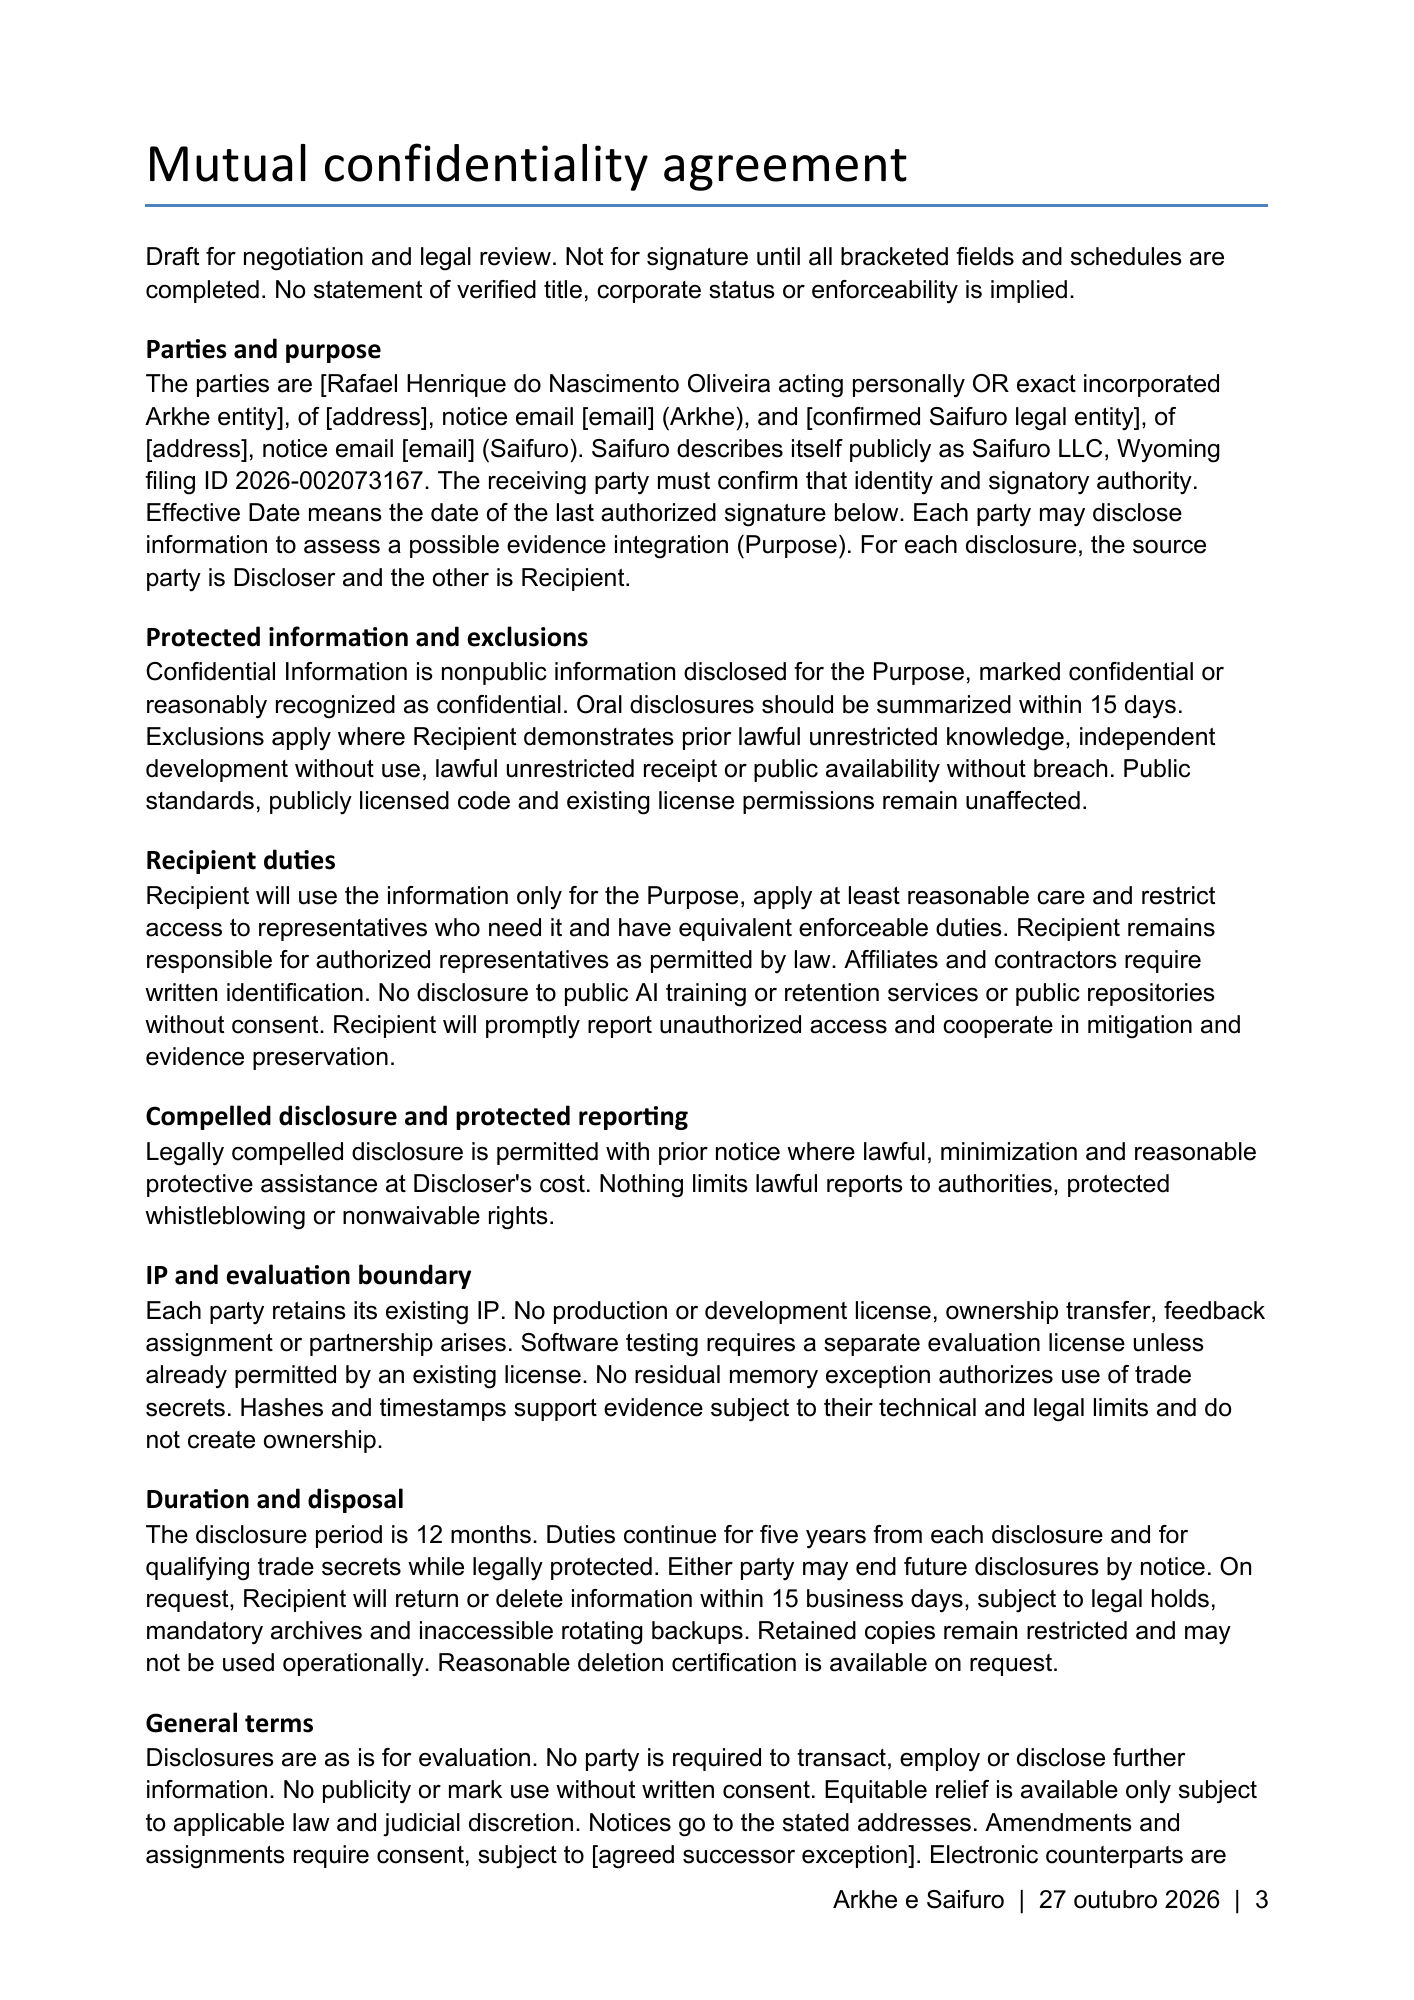 Mutual confidentiality agreement
Draft for negotiation and legal review. Not for signature until all bracketed fields and schedules are
completed. No statement of verified title, corporate status or enforceability is implied.
Parties and purpose
The parties are [Rafael Henrique do Nascimento Oliveira acting personally OR exact incorporated
Arkhe entity], of [address], notice email [email] (Arkhe), and [confirmed Saifuro legal entity], of
[address], notice email [email] (Saifuro). Saifuro describes itself publicly as Saifuro LLC, Wyoming
filing ID 2026-002073167. The receiving party must confirm that identity and signatory authority.
Effective Date means the date of the last authorized signature below. Each party may disclose
information to assess a possible evidence integration (Purpose). For each disclosure, the source
party is Discloser and the other is Recipient.
Protected information and exclusions
Confidential Information is nonpublic information disclosed for the Purpose, marked confidential or
reasonably recognized as confidential. Oral disclosures should be summarized within 15 days.
Exclusions apply where Recipient demonstrates prior lawful unrestricted knowledge, independent
development without use, lawful unrestricted receipt or public availability without breach. Public
standards, publicly licensed code and existing license permissions remain unaffected.
Recipient duties
Recipient will use the information only for the Purpose, apply at least reasonable care and restrict
access to representatives who need it and have equivalent enforceable duties. Recipient remains
responsible for authorized representatives as permitted by law. Affiliates and contractors require
written identification. No disclosure to public AI training or retention services or public repositories
without consent. Recipient will promptly report unauthorized access and cooperate in mitigation and
evidence preservation.
Compelled disclosure and protected reporting
Legally compelled disclosure is permitted with prior notice where lawful, minimization and reasonable
protective assistance at Discloser's cost. Nothing limits lawful reports to authorities, protected
whistleblowing or nonwaivable rights.
IP and evaluation boundary
Each party retains its existing IP. No production or development license, ownership transfer, feedback
assignment or partnership arises. Software testing requires a separate evaluation license unless
already permitted by an existing license. No residual memory exception authorizes use of trade
secrets. Hashes and timestamps support evidence subject to their technical and legal limits and do
not create ownership.
Duration and disposal
The disclosure period is 12 months. Duties continue for five years from each disclosure and for
qualifying trade secrets while legally protected. Either party may end future disclosures by notice. On
request, Recipient will return or delete information within 15 business days, subject to legal holds,
mandatory archives and inaccessible rotating backups. Retained copies remain restricted and may
not be used operationally. Reasonable deletion certification is available on request.
General terms
Disclosures are as is for evaluation. No party is required to transact, employ or disclose further
information. No publicity or mark use without written consent. Equitable relief is available only subject
to applicable law and judicial discretion. Notices go to the stated addresses. Amendments and
assignments require consent, subject to [agreed successor exception]. Electronic counterparts are
Arkhe e Saifuro | 27 outubro 2026 | 3